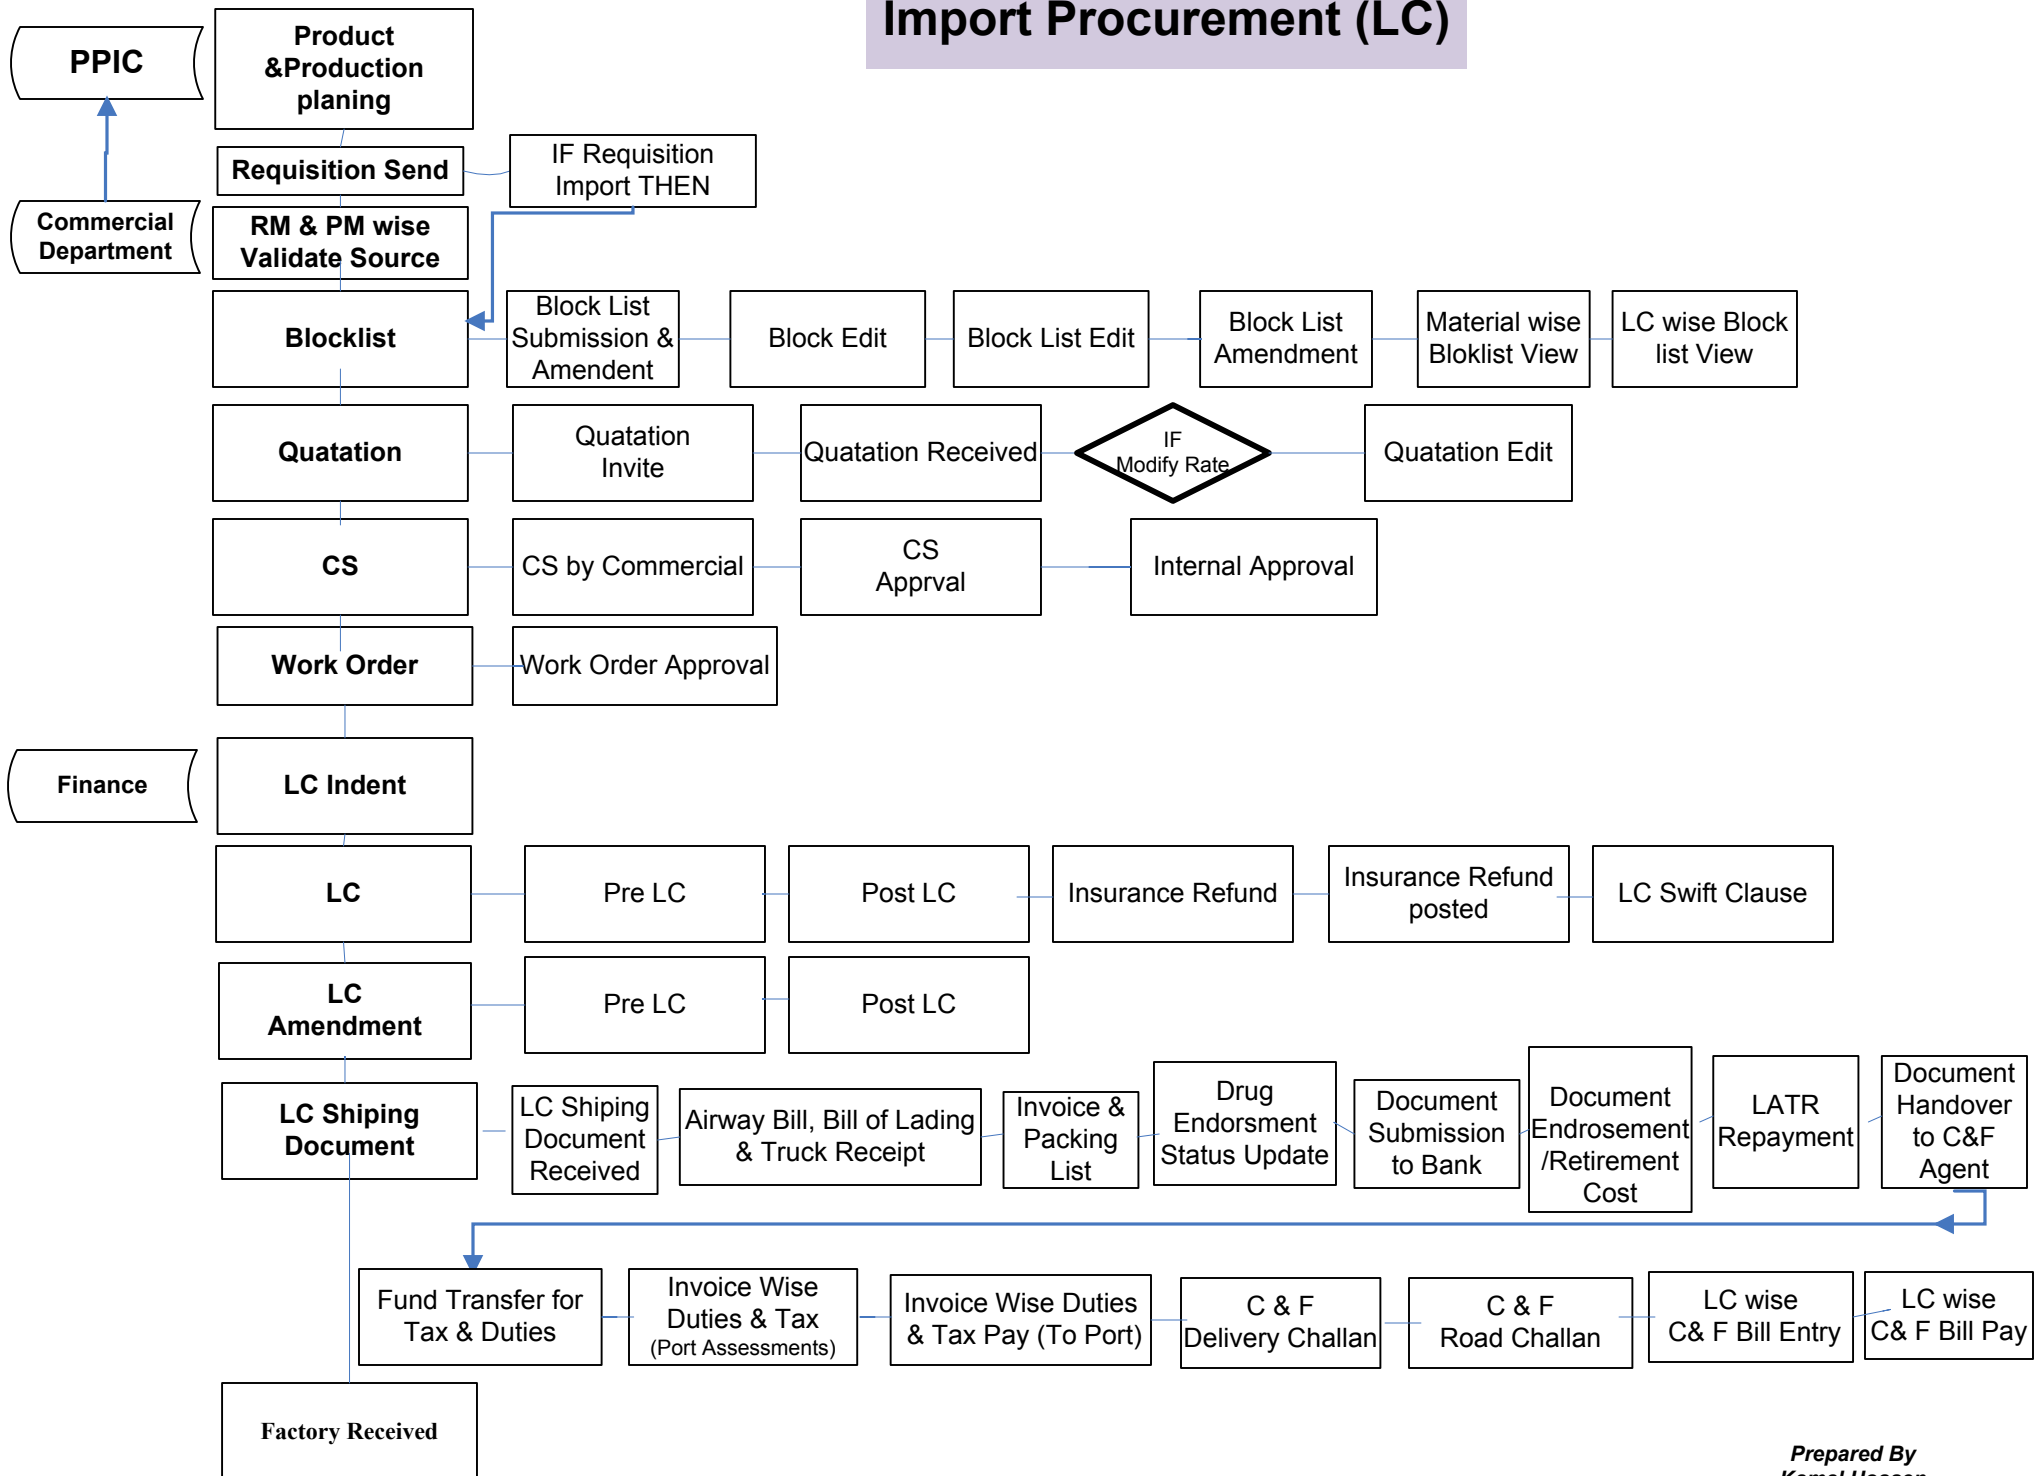 Import Procurement (LC)
PPIC
Product
&Production
planing
Requisition Send
IF Requisition
Import THEN
Commercial
Department
RM & PM wise
Validate Source
Blocklist
Block List
Submission &
Amendent
Block Edit
Block List Edit
Block List
Amendment
Material wise
Bloklist View
LC wise Block
list View
Quatation
Quatation
Invite
Quatation Received
IF
Modify Rate
Quatation Edit
CS
CS by Commercial
CS
Apprval
Internal Approval
Work Order
Work Order Approval
Finance
LC Indent
LC
Pre LC
Post LC
Insurance Refund
Insurance Refund
posted
LC Swift Clause
LC
Amendment
Pre LC
Post LC
LC Shiping
Document
LC Shiping
Document
Received
Airway Bill, Bill of Lading
& Truck Receipt
Invoice &
Packing
List
Drug
Endorsment
Status Update
Document
Submission
to Bank
Document
Endrosement
/Retirement
Cost
LATR
Repayment
Document
Handover
to C&F
Agent
Fund Transfer for
Tax & Duties
Invoice Wise
Duties & Tax
(Port Assessments)
Invoice Wise Duties
& Tax Pay (To Port)
C & F
Delivery Challan
C & F
Road Challan
LC wise
C& F Bill Entry
LC wise
C& F Bill Pay
Factory Received
Prepared By